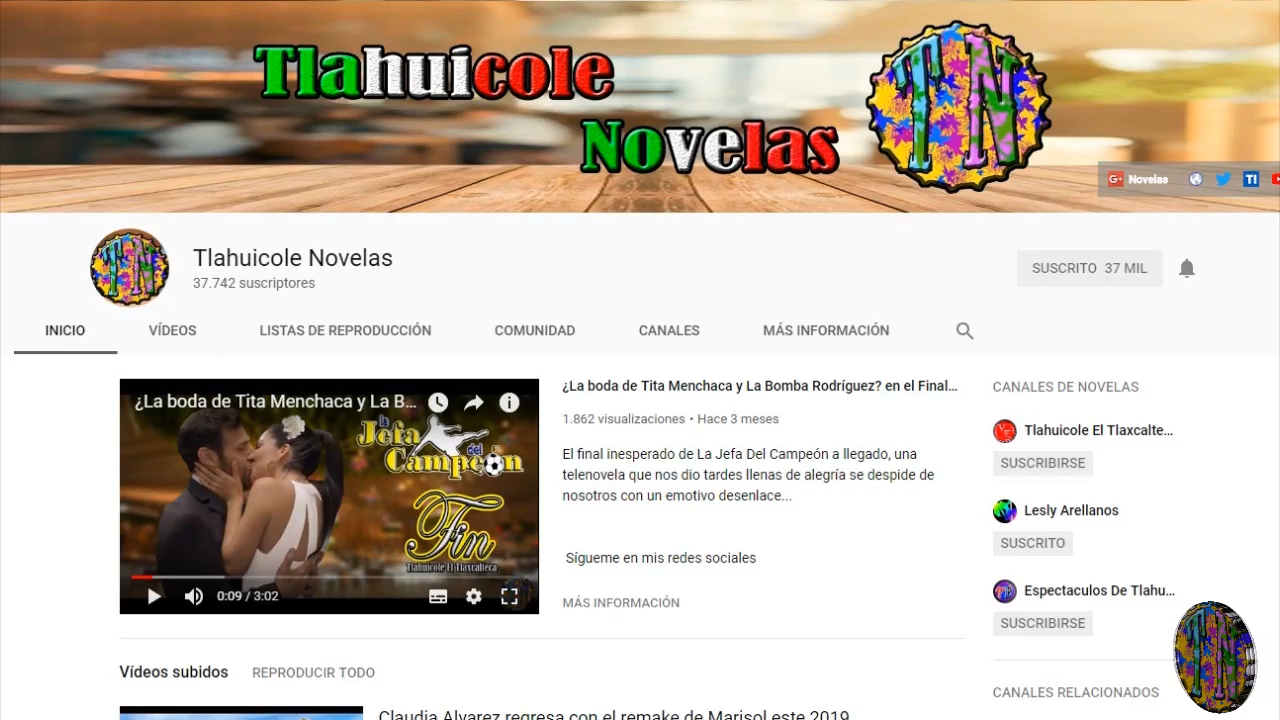 Tlahuicole
Novelas
TN
G+ Novelas
TI
TN
Tlahuicole Novelas
37.742 suscriptores
SUSCRITO 37 MIL
INICIO
VÍDEOS
LISTAS DE REPRODUCCIÓN
COMUNIDAD
CANALES
MÁS INFORMACIÓN
¿La boda de Tita Menchaca y La B...
la
Jefa
del
Campeón
Fin
Tlahuicole El Tlaxcalteca
0:09 / 3:02
¿La boda de Tita Menchaca y La Bomba Rodríguez? en el Final...
1.862 visualizaciones • Hace 3 meses
El final inesperado de La Jefa Del Campeón a llegado, una
telenovela que nos dio tardes llenas de alegría se despide de
nosotros con un emotivo desenlace...
Sígueme en mis redes sociales
MÁS INFORMACIÓN
CANALES DE NOVELAS
Tlahuicole El Tlaxcalte...
SUSCRIBIRSE
Lesly Arellanos
SUSCRITO
Espectaculos De Tlahu...
SUSCRIBIRSE
TN
CANALES RELACIONADOS
Vídeos subidos
REPRODUCIR TODO
Claudia Alvarez regresa con el remake de Marisol este 2019